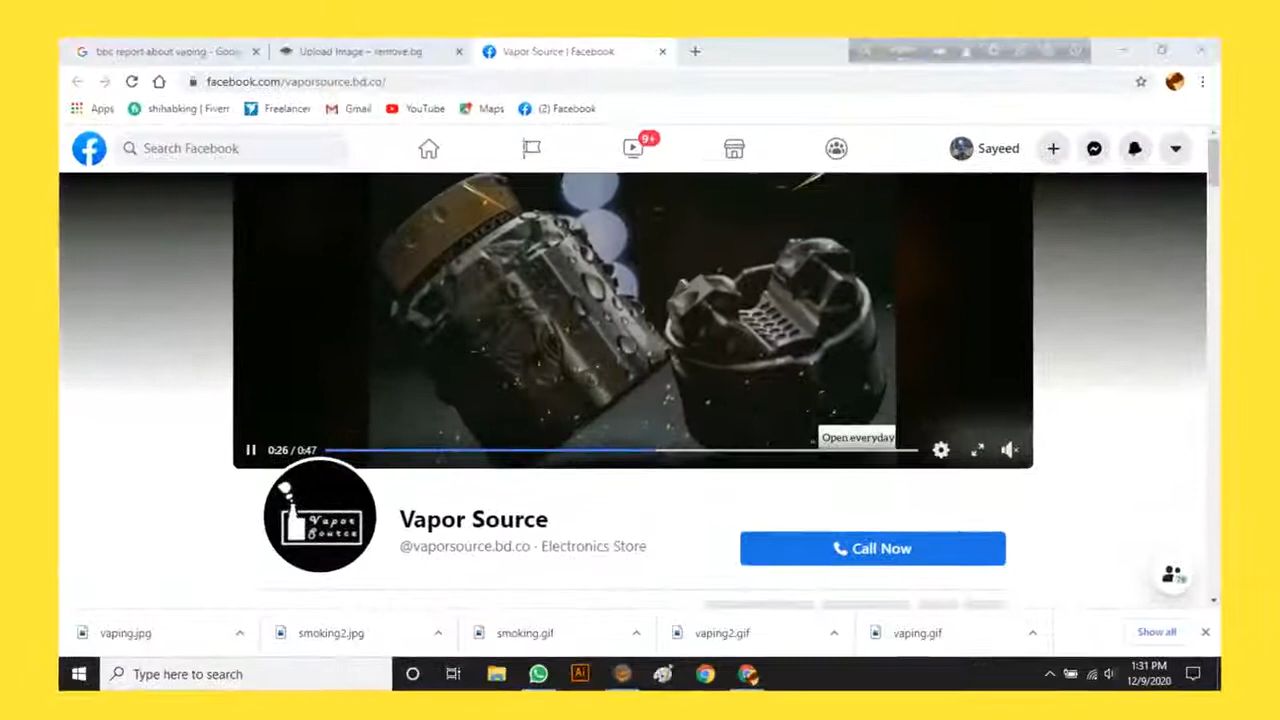 bbc report about vaping - Goog
Upload Image – remove.bg
Vapor Source | Facebook
facebook.com/vaporsource.bd.co/
Apps
shihabking | Fiverr
Freelancer
Gmail
YouTube
Maps
(2) Facebook
Search Facebook
9+
Sayeed
Open everyday
0:26 / 0:47
Vapor Source
Vapor Source
@vaporsource.bd.co · Electronics Store
Call Now
vaping.jpg
smoking2.jpg
smoking.gif
vaping2.gif
vaping.gif
Show all
Type here to search
Ai
1:31 PM
12/9/2020